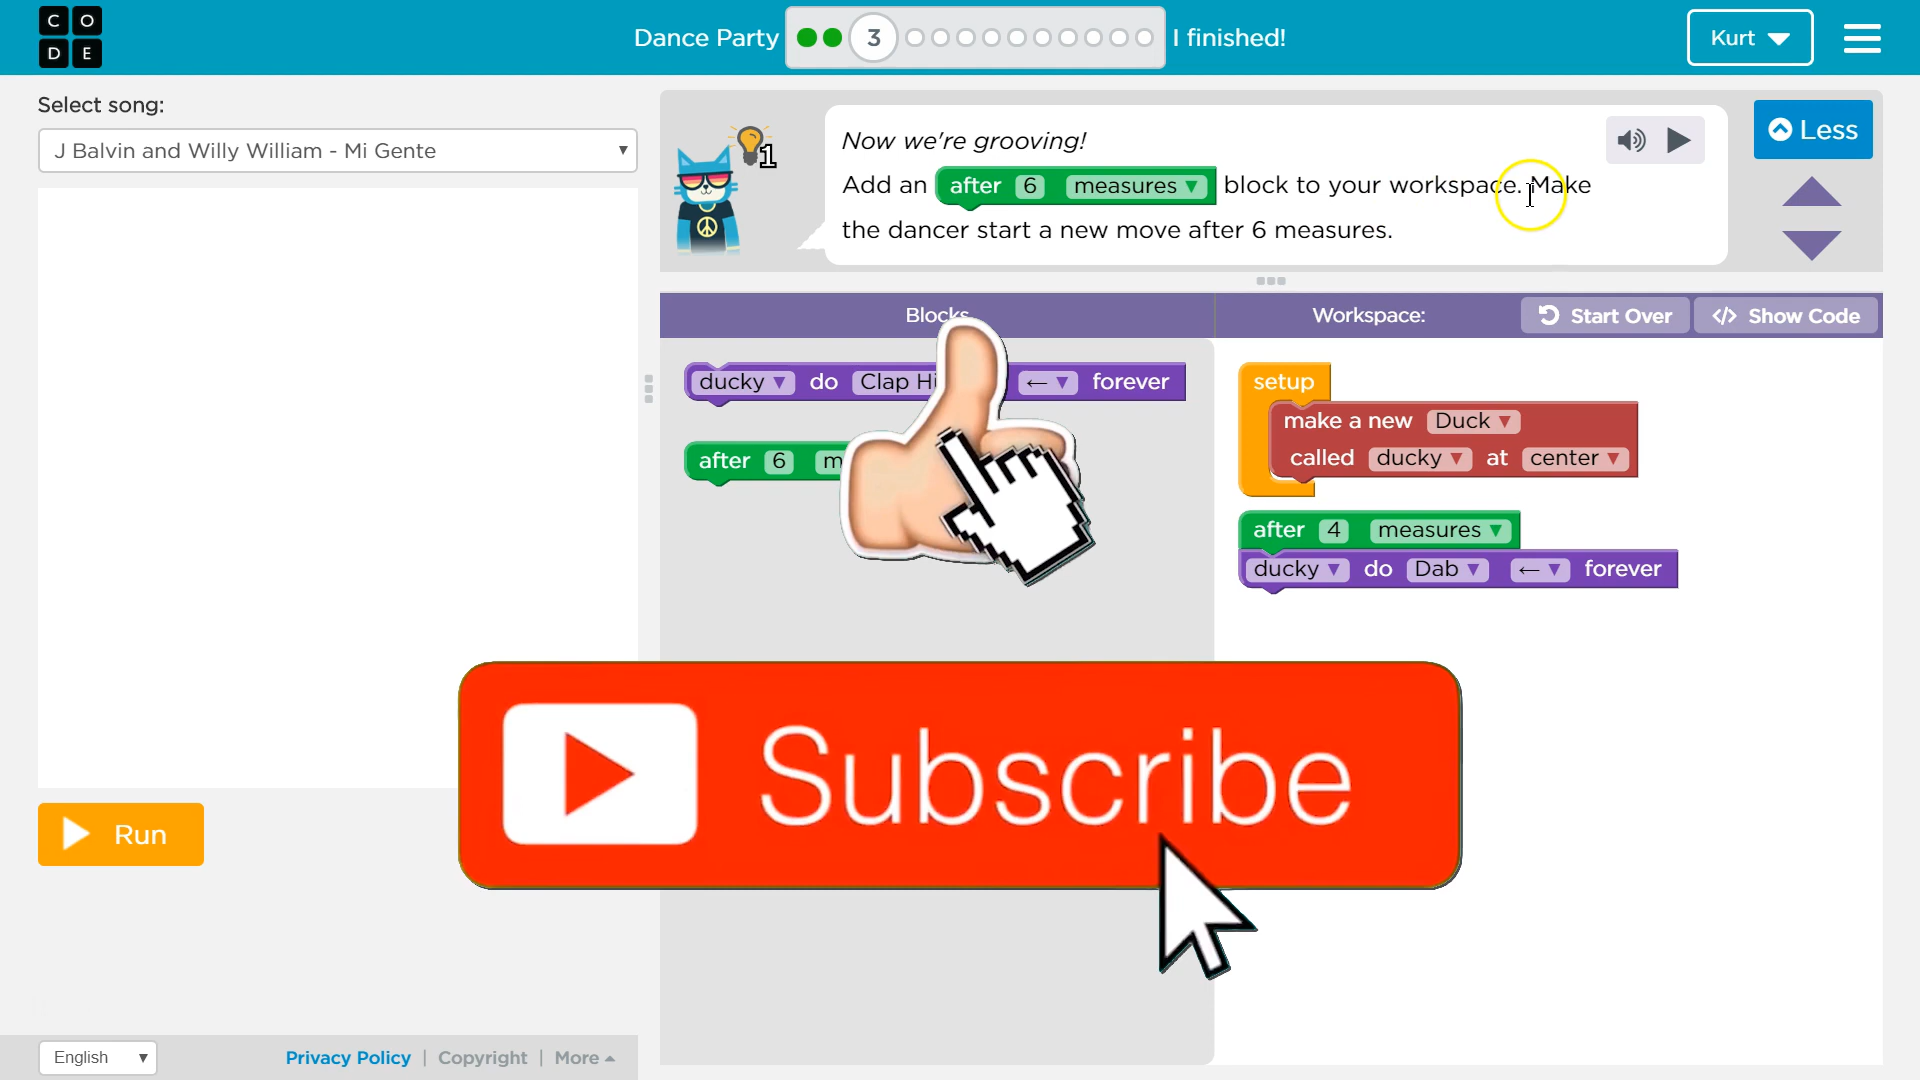 C O
D E
Dance Party
3
I finished!
Kurt
Select song:
J Balvin and Willy William - Mi Gente
1
Now we're grooving!
Add an after 6 measures block to your workspace. Make
the dancer start a new move after 6 measures.
Less
Blocks
Workspace:
Start Over
</> Show Code
ducky do Clap Hi ← forever
after 6 m
setup
make a new Duck
called ducky at center
after 4 measures
ducky do Dab ← forever
Subscribe
Run
English
Privacy Policy | Copyright | More